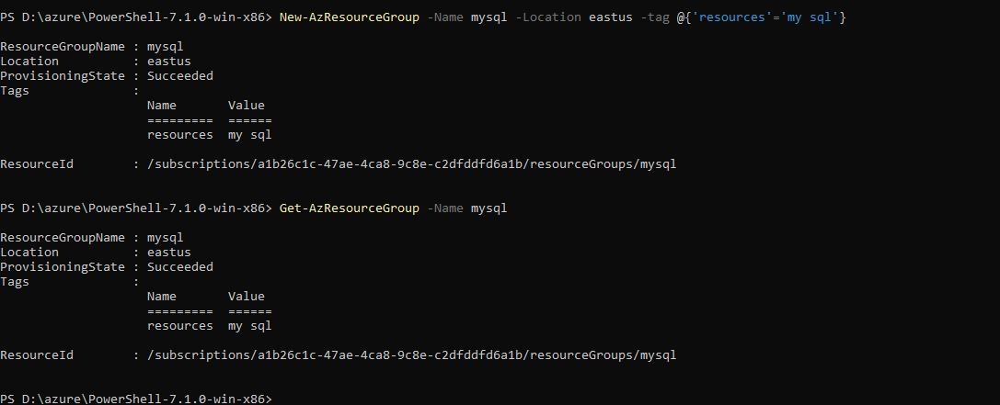 PS D:\azure\PowerShell-7.1.0-win-x86> New-AzResourceGroup -Name mysql -Location eastus -tag @{'resources'='my sql'}
ResourceGroupName : mysql
Location          : eastus
ProvisioningState : Succeeded
Tags              :
                    Name       Value
                    =========  ======
                    resources  my sql
ResourceId        : /subscriptions/a1b26c1c-47ae-4ca8-9c8e-c2dfddfd6a1b/resourceGroups/mysql
PS D:\azure\PowerShell-7.1.0-win-x86> Get-AzResourceGroup -Name mysql
ResourceGroupName : mysql
Location          : eastus
ProvisioningState : Succeeded
Tags              :
                    Name       Value
                    =========  ======
                    resources  my sql
ResourceId        : /subscriptions/a1b26c1c-47ae-4ca8-9c8e-c2dfddfd6a1b/resourceGroups/mysql
PS D:\azure\PowerShell-7.1.0-win-x86>